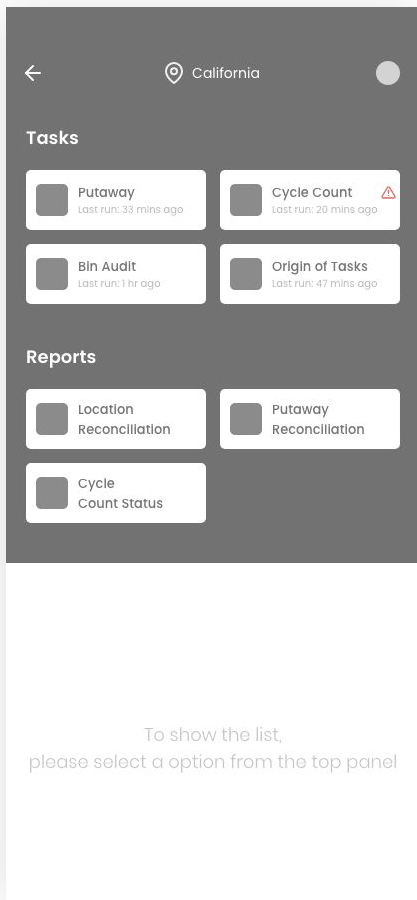 California
Tasks
Putaway
Last run: 33 mins ago
Cycle Count
Last run: 20 mins ago
Bin Audit
Last run: 1 hr ago
Origin of Tasks
Last run: 47 mins ago
Reports
Location
Reconciliation
Putaway
Reconciliation
Cycle
Count Status
To show the list,
please select a option from the top panel